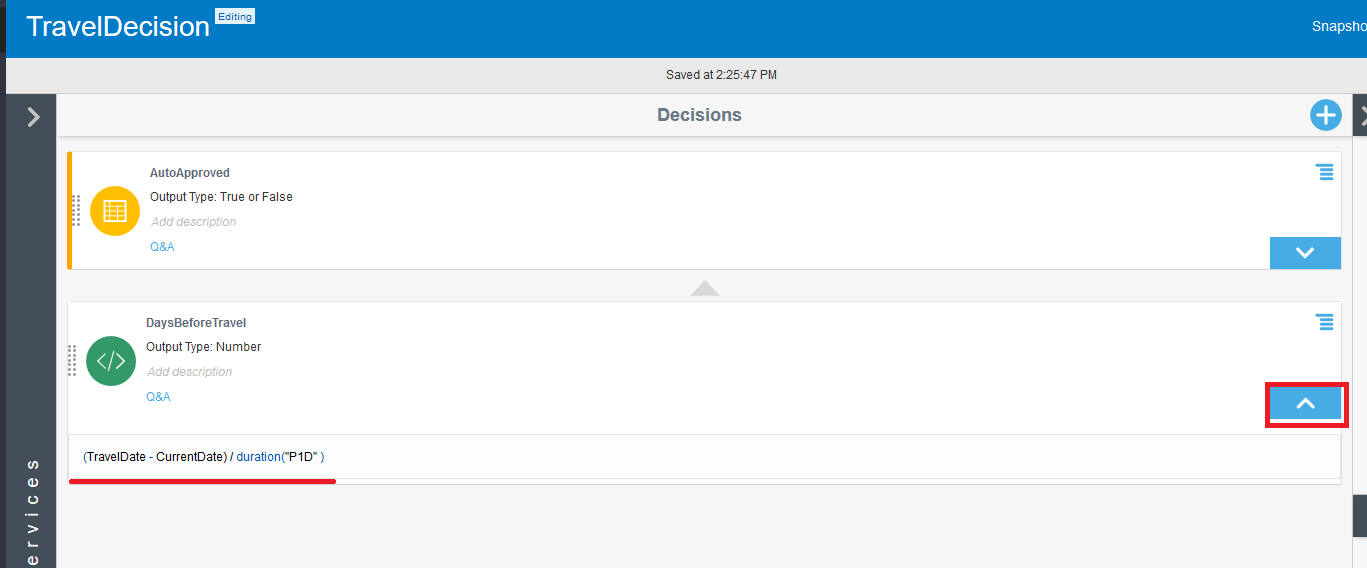 TravelDecision Editing
Snapsho
Saved at 2:25:47 PM
Decisions
AutoApproved
Output Type: True or False
Add description
Q&A
DaysBeforeTravel
Output Type: Number
Add description
Q&A
(TravelDate - CurrentDate) / duration("P1D" )
ervices